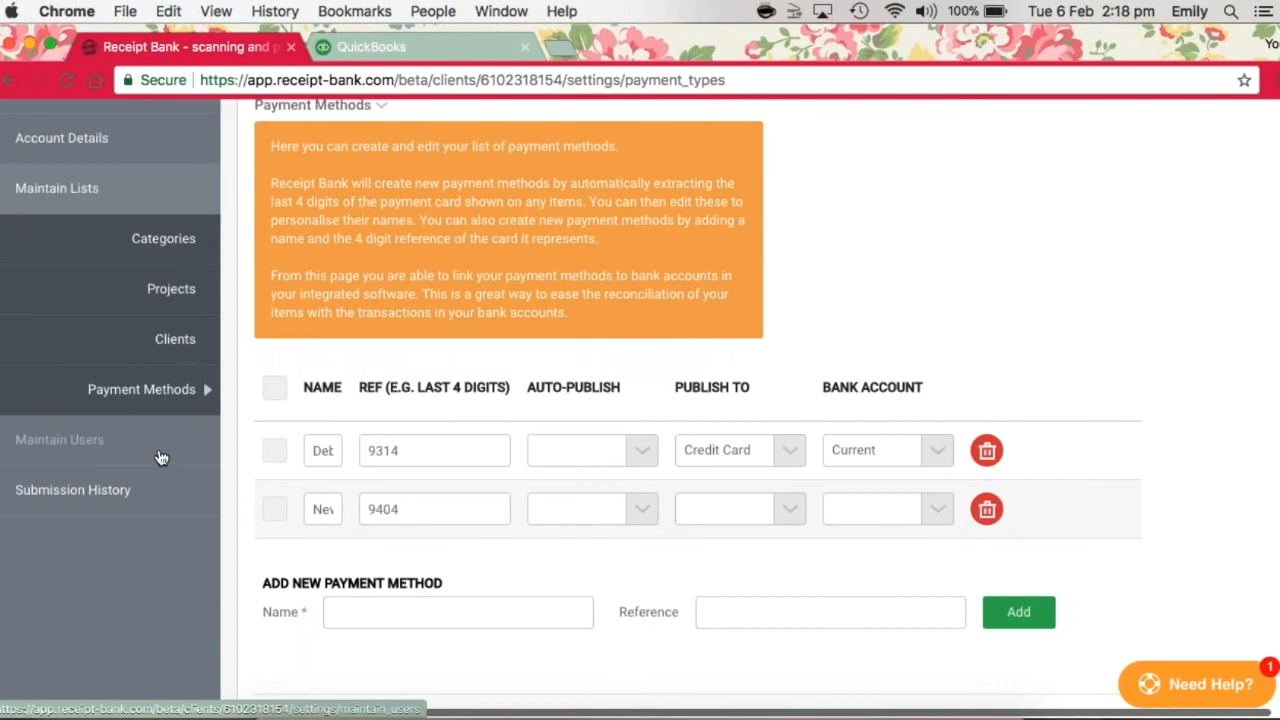 Chrome File Edit View History Bookmarks People Window Help 100% Tue 6 Feb 2:18 pm Emily
Receipt Bank - scanning and p QuickBooks Yo
Secure https://app.receipt-bank.com/beta/clients/6102318154/settings/payment_types
Account Details
Maintain Lists
Categories
Projects
Clients
Payment Methods
Maintain Users
Submission History
Payment Methods
Here you can create and edit your list of payment methods.
Receipt Bank will create new payment methods by automatically extracting the
last 4 digits of the payment card shown on any items. You can then edit these to
personalise their names. You can also create new payment methods by adding a
name and the 4 digit reference of the card it represents.
From this page you are able to link your payment methods to bank accounts in
your integrated software. This is a great way to ease the reconciliation of your
items with the transactions in your bank accounts.
NAME REF (E.G. LAST 4 DIGITS) AUTO-PUBLISH PUBLISH TO BANK ACCOUNT
Deb 9314 Credit Card Current
Nev 9404
ADD NEW PAYMENT METHOD
Name * Reference Add
Need Help? 1
https://app.receipt-bank.com/beta/clients/6102318154/settings/maintain_users